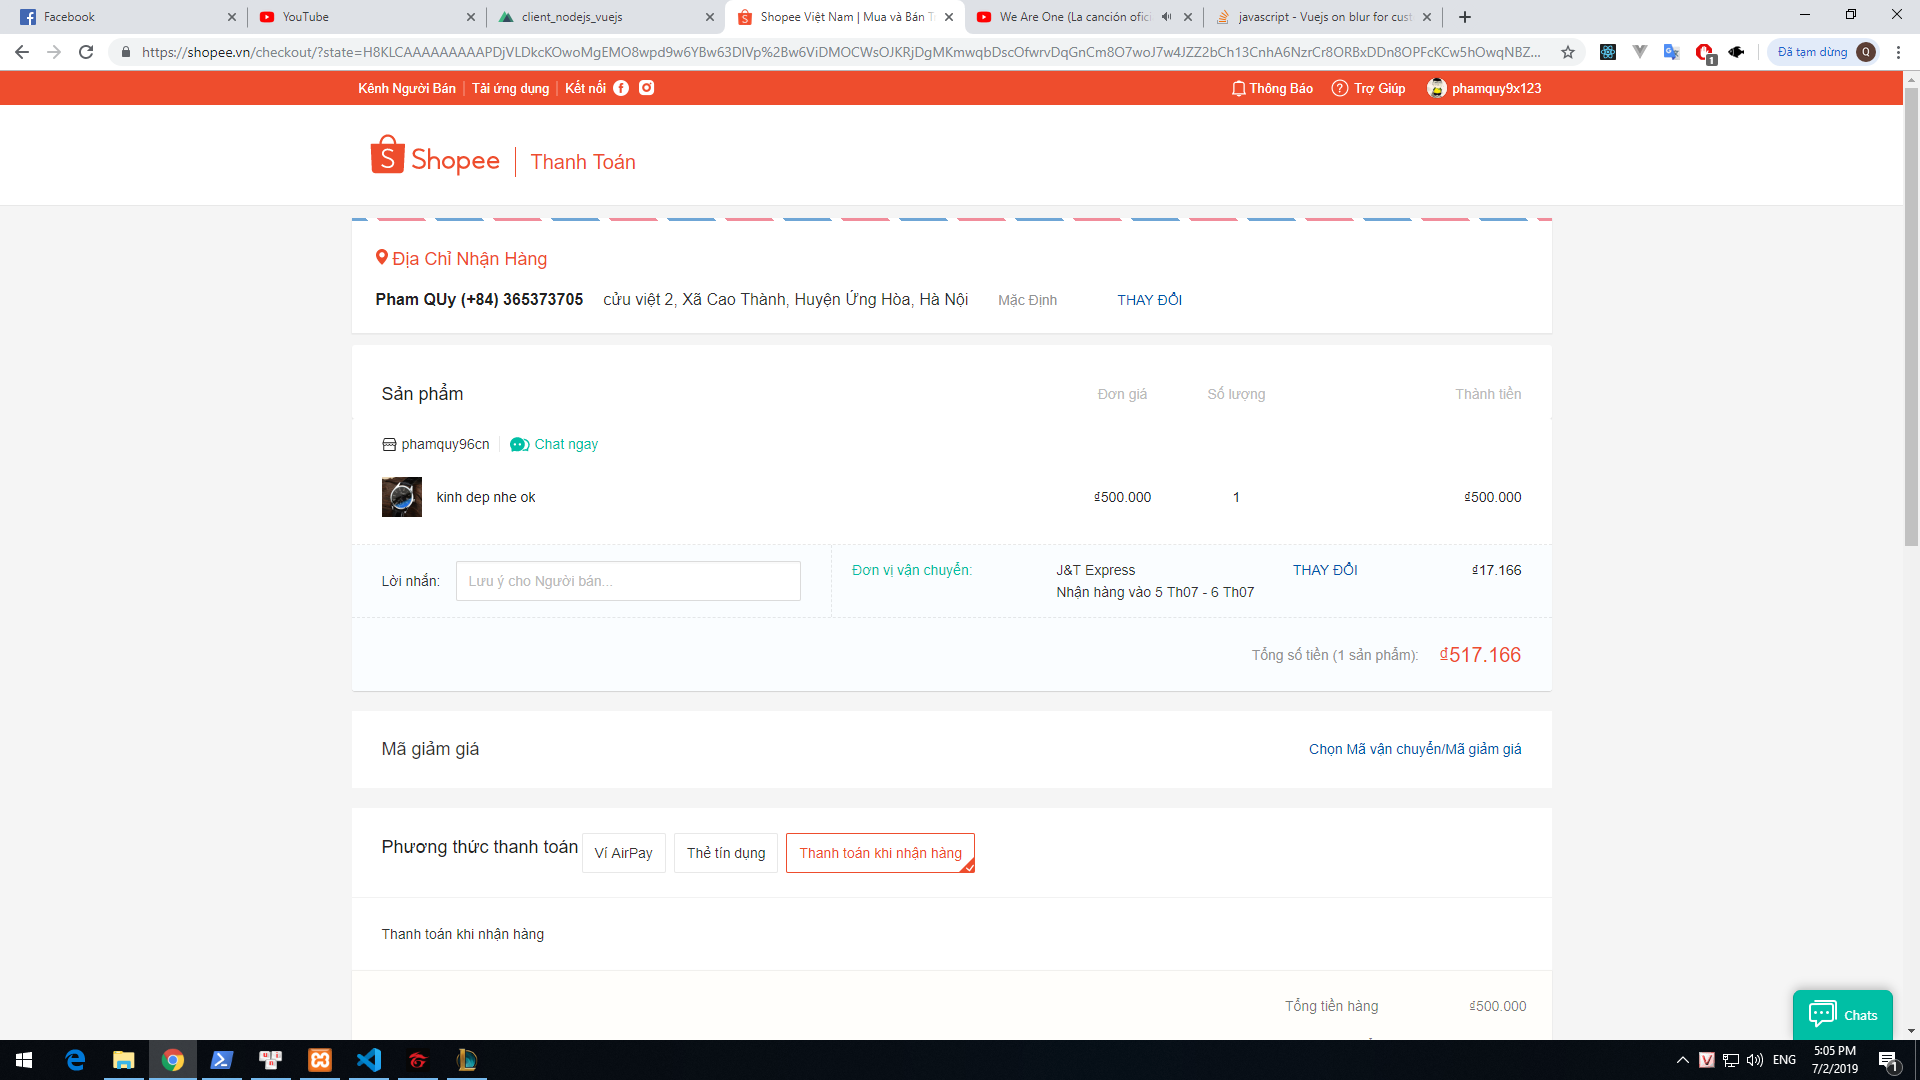 Facebook
YouTube
client_nodejs_vuejs
Shopee Việt Nam | Mua và Bán T
We Are One (La canción ofici
javascript - Vuejs on blur for cust
Đã tạm dừng
Q
1
Kênh Người Bán
Tải ứng dụng
Kết nối
Thông Báo
Trợ Giúp
phamquy9x123
Shopee
Thanh Toán
Địa Chỉ Nhận Hàng
Pham QUy (+84) 365373705
cửu việt 2, Xã Cao Thành, Huyện Ứng Hòa, Hà Nội
Mặc Định
THAY ĐỔI
Sản phẩm
Đơn giá
Số lượng
Thành tiền
phamquy96cn
Chat ngay
kinh dep nhe ok
₫500.000
1
₫500.000
Lời nhắn:
Lưu ý cho Người bán...
Đơn vị vận chuyển:
J&T Express
THAY ĐỔI
₫17.166
Nhận hàng vào 5 Th07 - 6 Th07
Tổng số tiền (1 sản phẩm):
₫517.166
Mã giảm giá
Chọn Mã vận chuyển/Mã giảm giá
Phương thức thanh toán
Ví AirPay
Thẻ tín dụng
Thanh toán khi nhận hàng
Thanh toán khi nhận hàng
Tổng tiền hàng
₫500.000
Chats
ENG
5:05 PM
7/2/2019
1